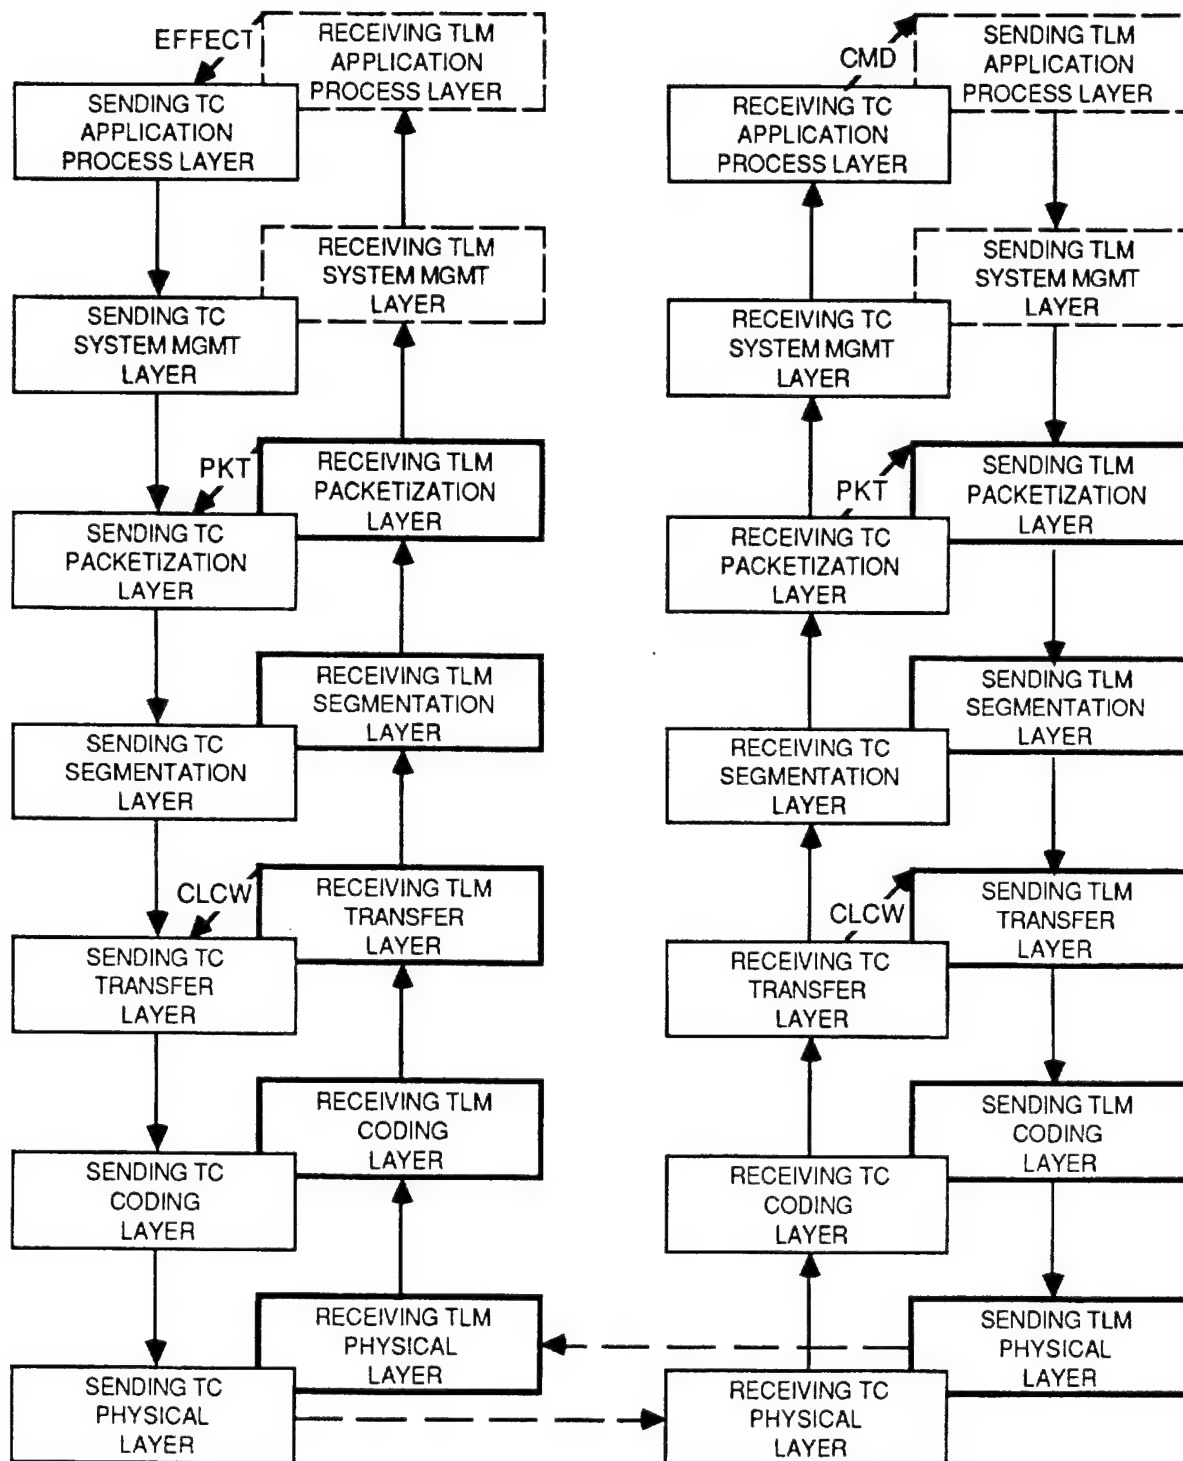 EFFECT
RECEIVING TLM
APPLICATION
PROCESS LAYER
SENDING TC
APPLICATION
PROCESS LAYER
RECEIVING TLM
SYSTEM MGMT
LAYER
SENDING TC
SYSTEM MGMT
LAYER
PKT
RECEIVING TLM
PACKETIZATION
LAYER
SENDING TC
PACKETIZATION
LAYER
RECEIVING TLM
SEGMENTATION
LAYER
SENDING TC
SEGMENTATION
LAYER
CLCW
RECEIVING TLM
TRANSFER
LAYER
SENDING TC
TRANSFER
LAYER
RECEIVING TLM
CODING
LAYER
SENDING TC
CODING
LAYER
RECEIVING TLM
PHYSICAL
LAYER
SENDING TC
PHYSICAL
LAYER
CMD
SENDING TLM
APPLICATION
PROCESS LAYER
RECEIVING TC
APPLICATION
PROCESS LAYER
SENDING TLM
SYSTEM MGMT
LAYER
RECEIVING TC
SYSTEM MGMT
LAYER
PKT
SENDING TLM
PACKETIZATION
LAYER
RECEIVING TC
PACKETIZATION
LAYER
SENDING TLM
SEGMENTATION
LAYER
RECEIVING TC
SEGMENTATION
LAYER
CLCW
SENDING TLM
TRANSFER
LAYER
RECEIVING TC
TRANSFER
LAYER
SENDING TLM
CODING
LAYER
RECEIVING TC
CODING
LAYER
SENDING TLM
PHYSICAL
LAYER
RECEIVING TC
PHYSICAL
LAYER